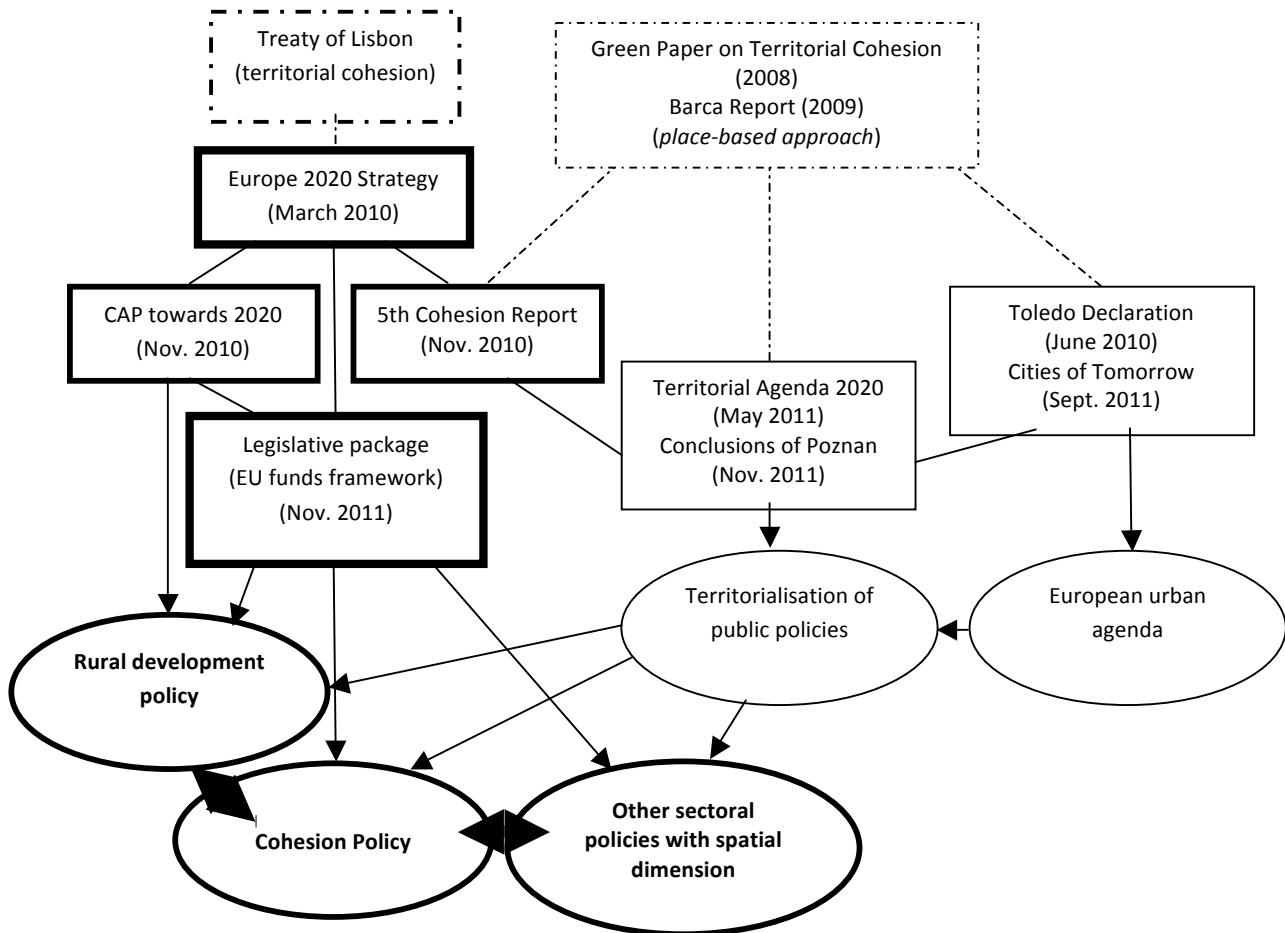 Treaty of Lisbon
(territorial cohesion)
Green Paper on Territorial Cohesion
(2008)
Barca Report (2009)
(place-based approach)
Europe 2020 Strategy
(March 2010)
CAP towards 2020
(Nov. 2010)
5th Cohesion Report
(Nov. 2010)
Toledo Declaration
(June 2010)
Cities of Tomorrow
(Sept. 2011)
Territorial Agenda 2020
(May 2011)
Conclusions of Poznan
(Nov. 2011)
Legislative package
(EU funds framework)
(Nov. 2011)
Territorialisation of
public policies
European urban
agenda
Rural development
policy
Cohesion Policy
Other sectoral
policies with spatial
dimension